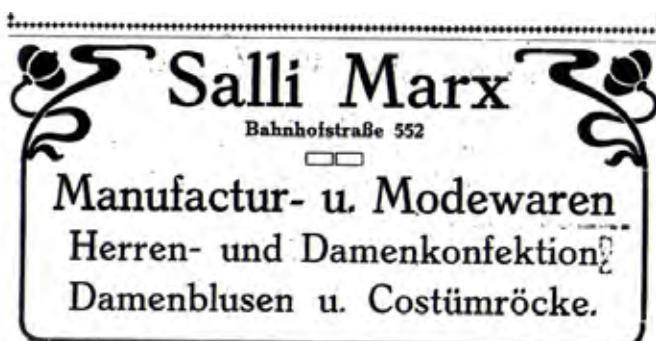 Salli Marx
Bahnhofstraße 552
Manufactur- u. Modewaren
Herren- und Damenkonfektion
Damenblusen u. Costümröcke.